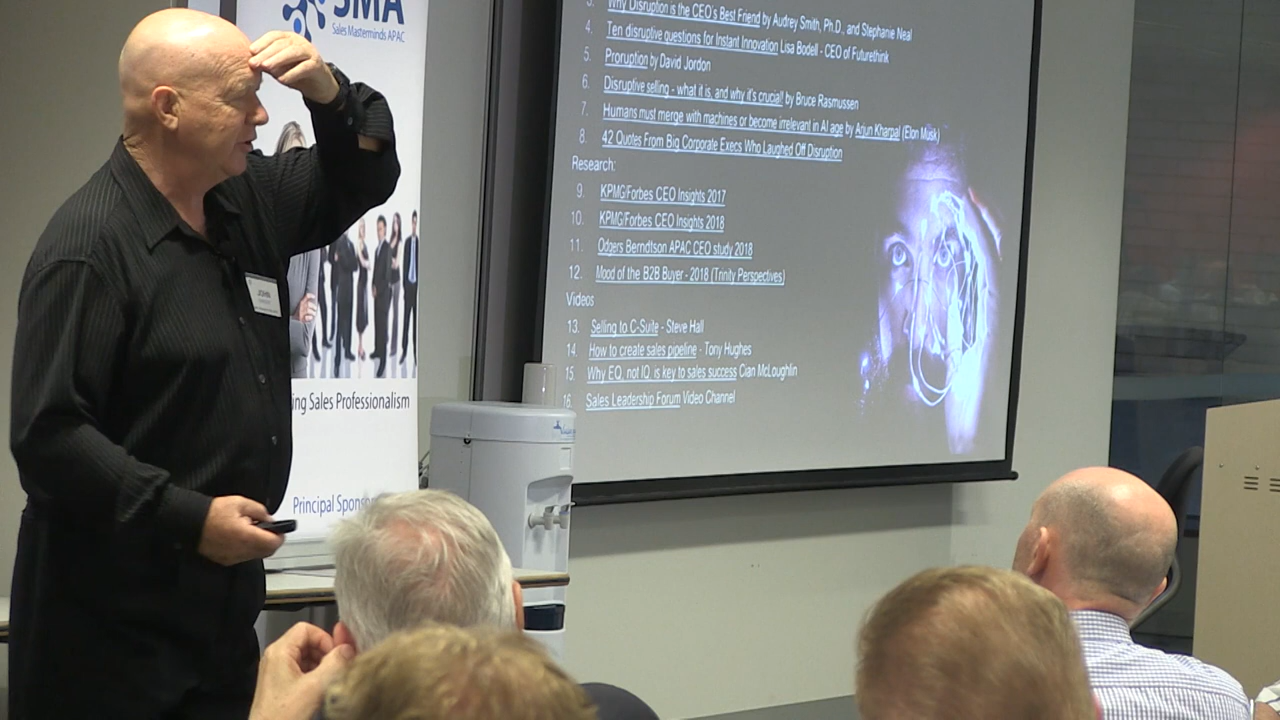 SMA
Sales Masterminds APAC
ing Sales Professionalism
Principal Spons
JOHN
3. Why Disruption is the CEO's Best Friend by Audrey Smith, Ph.D., and Stephanie Neal
4. Ten disruptive questions for Instant Innovation Lisa Bodell - CEO of Futurethink
5. Proruption by David Jordon
6. Disruptive selling - what it is, and why it's crucial! by Bruce Rasmussen
7. Humans must merge with machines or become irrelevant in AI age by Arjun Kharpal (Elon Musk)
8. 42 Quotes From Big Corporate Execs Who Laughed Off Disruption
Research:
9. KPMG/Forbes CEO Insights 2017
10. KPMG/Forbes CEO Insights 2018
11. Odgers Berndtson APAC CEO study 2018
12. Mood of the B2B Buyer - 2018 (Trinity Perspectives)
Videos
13. Selling to C-Suite - Steve Hall
14. How to create sales pipeline - Tony Hughes
15. Why EQ, not IQ, is key to sales success Cian McLoughlin
16. Sales Leadership Forum Video Channel